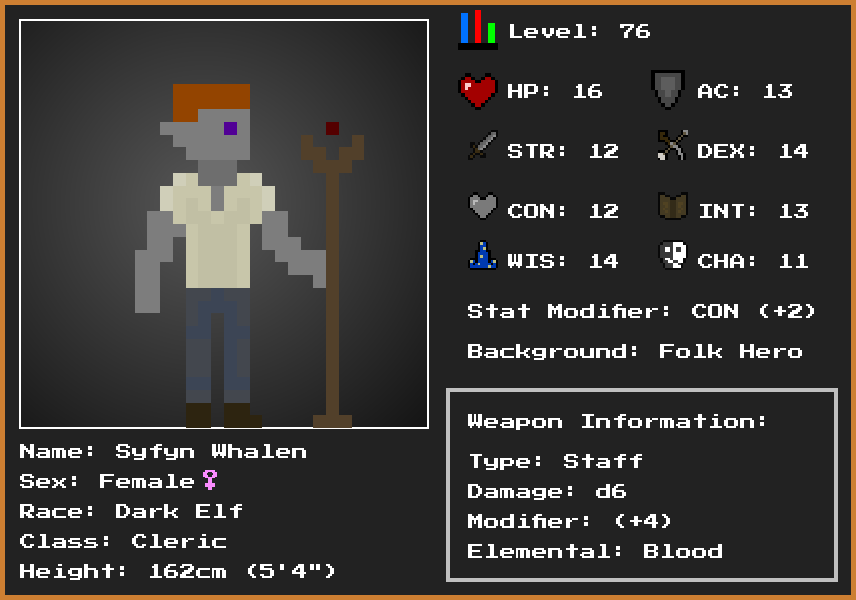 Level: 76
HP: 16
AC: 13
STR: 12
DEX: 14
CON: 12
INT: 13
WIS: 14
CHA: 11
Stat Modifier: CON (+2)
Background: Folk Hero
Weapon Information:
Type: Staff
Damage: d6
Modifier: (+4)
Elemental: Blood
Name: Syfyn Whalen
Sex: Female♀
Race: Dark Elf
Class: Cleric
Height: 162cm (5'4")